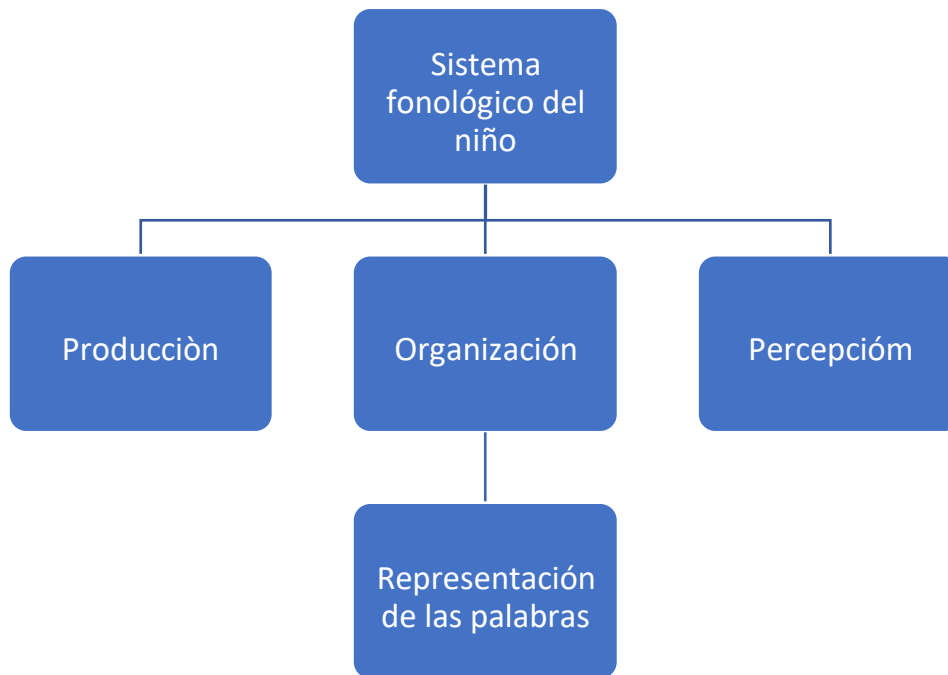 Sistema
fonológico del
niño
Producciòn
Organización
Percepcióm
Representación
de las palabras